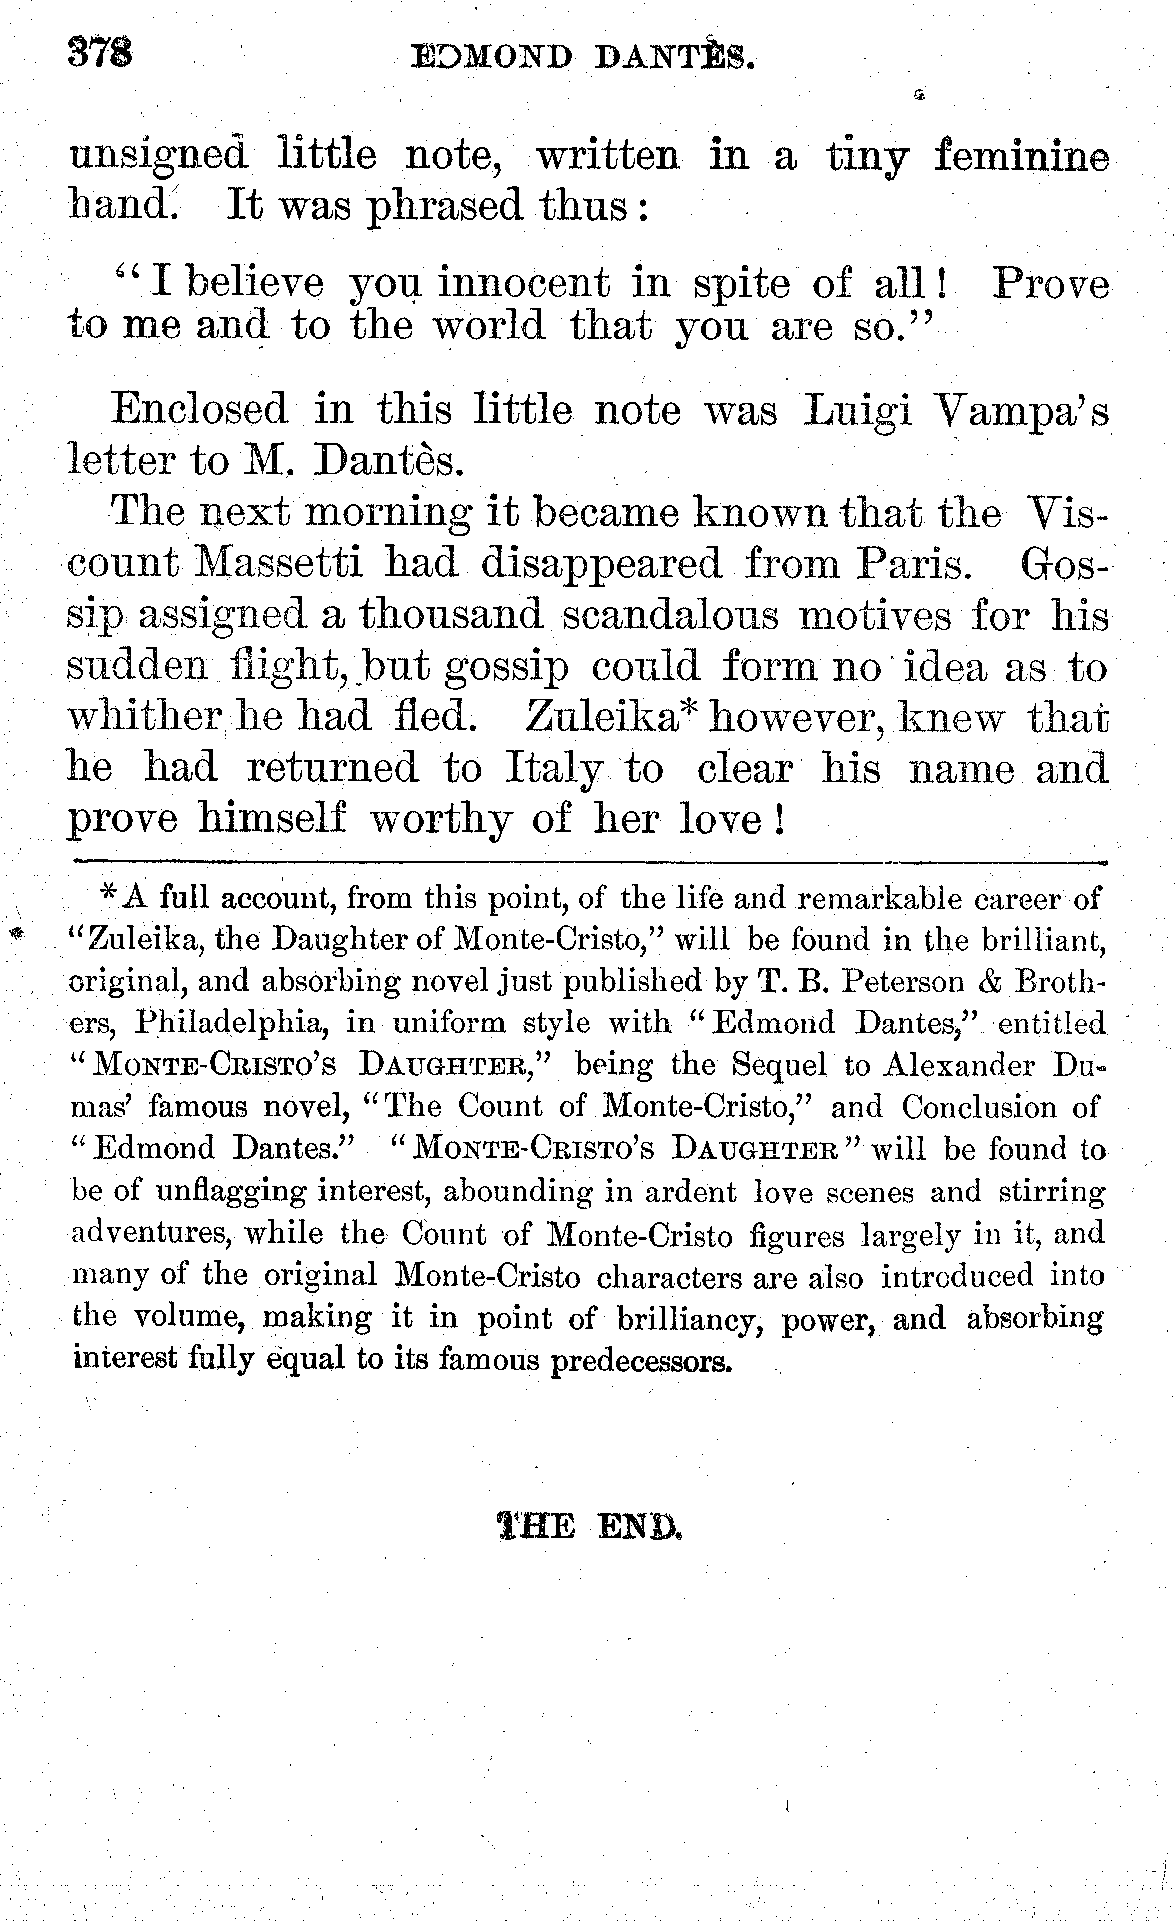 378 EDMOND DANTÈS.
unsigned little note, written in a tiny feminine
hand. It was phrased thus:
“I believe you innocent in spite of all! Prove
to me and to the world that you are so.”
Enclosed in this little note was Luigi Vampa’s
letter to M. Dantès.
The next morning it became known that the Vis-
count Massetti had disappeared from Paris. Gos-
sip assigned a thousand scandalous motives for his
sudden flight, but gossip could form no idea as to
whither he had fled. Zuleika* however, knew that
he had returned to Italy to clear his name and
prove himself worthy of her love!
*A full account, from this point, of the life and remarkable career of
“Zuleika, the Daughter of Monte-Cristo,” will be found in the brilliant,
original, and absorbing novel just published by T. B. Peterson & Broth-
ers, Philadelphia, in uniform style with “Edmond Dantes,” entitled
“MONTE-CRISTO’S DAUGHTER,” being the Sequel to Alexander Du-
mas’ famous novel, “The Count of Monte-Cristo,” and Conclusion of
“Edmond Dantes.” “MONTE-CRISTO’S DAUGHTER” will be found to
be of unflagging interest, abounding in ardent love scenes and stirring
adventures, while the Count of Monte-Cristo figures largely in it, and
many of the original Monte-Cristo characters are also introduced into
the volume, making it in point of brilliancy, power, and absorbing
interest fully equal to its famous predecessors.
THE END.